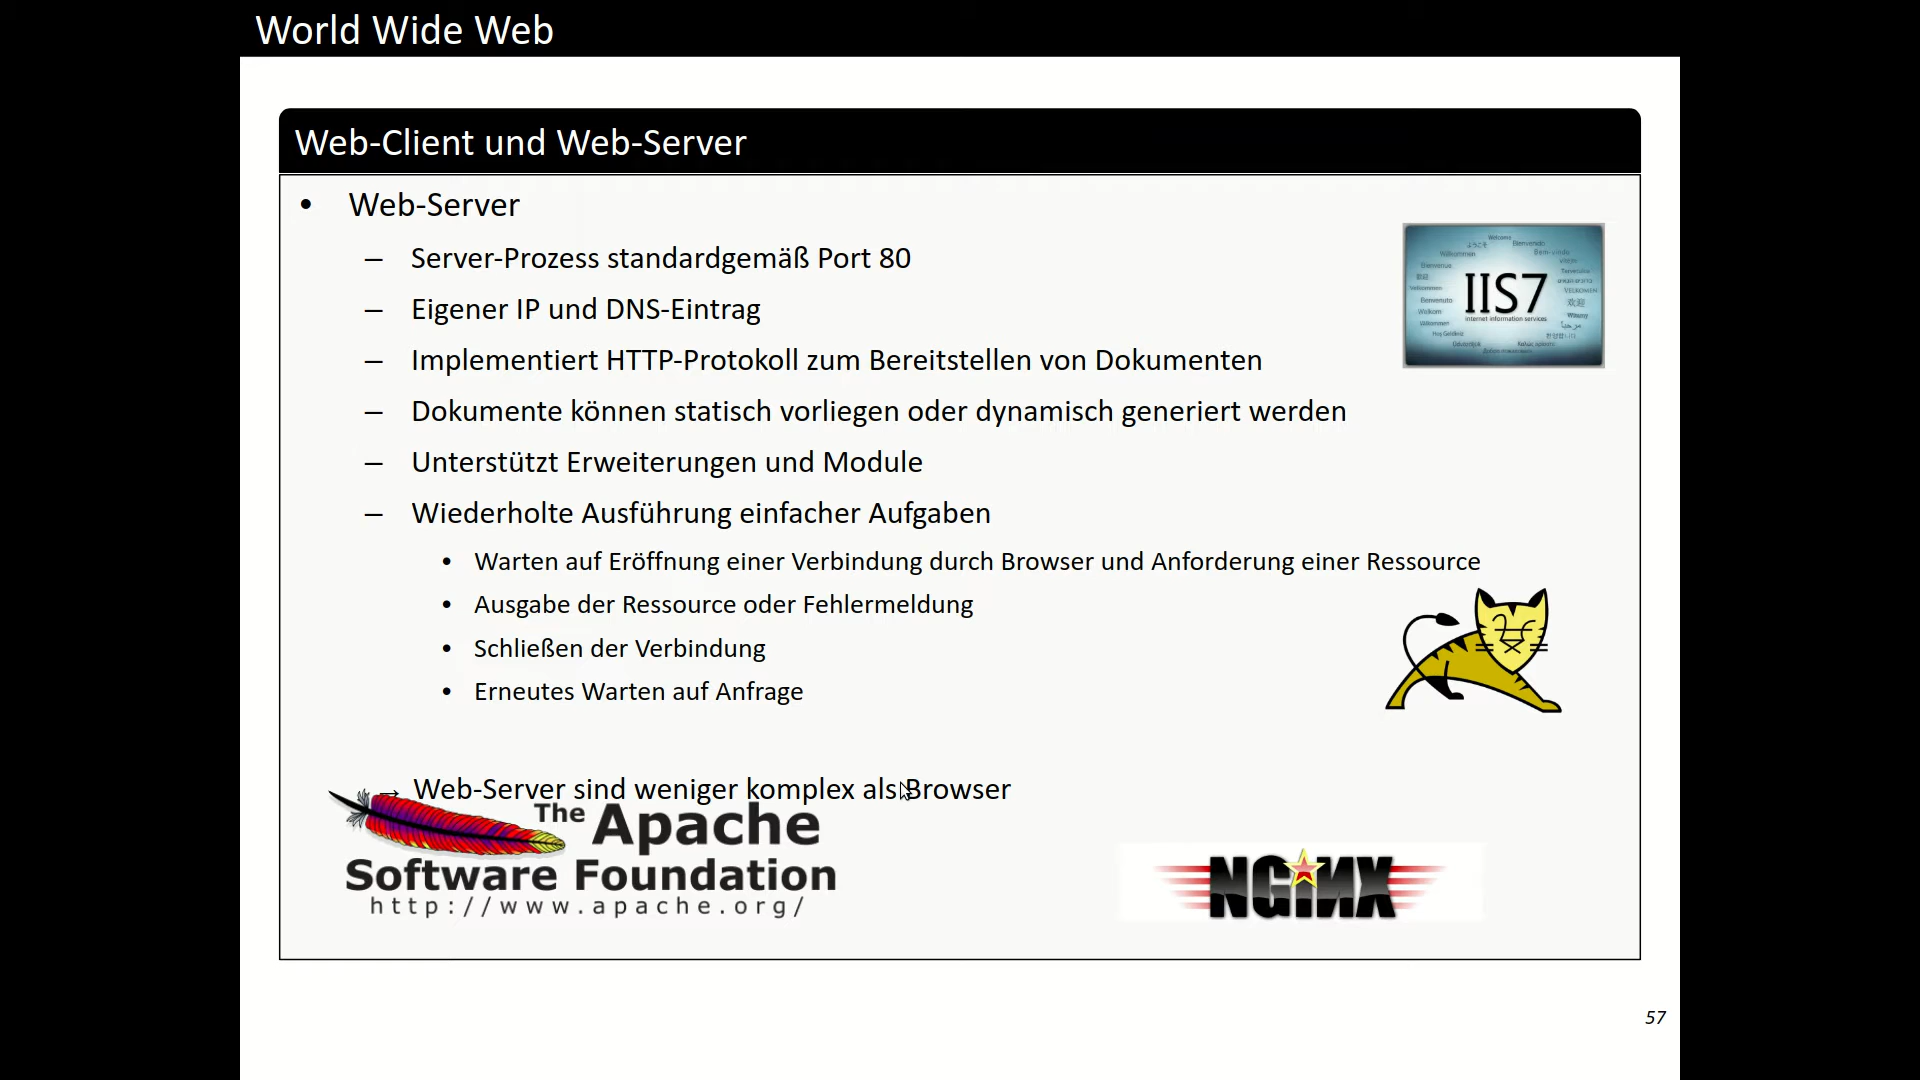 World Wide Web
Web-Client und Web-Server
• Web-Server
– Server-Prozess standardgemäß Port 80
– Eigener IP und DNS-Eintrag
– Implementiert HTTP-Protokoll zum Bereitstellen von Dokumenten
– Dokumente können statisch vorliegen oder dynamisch generiert werden
– Unterstützt Erweiterungen und Module
– Wiederholte Ausführung einfacher Aufgaben
• Warten auf Eröffnung einer Verbindung durch Browser und Anforderung einer Ressource
• Ausgabe der Ressource oder Fehlermeldung
• Schließen der Verbindung
• Erneutes Warten auf Anfrage
→ Web-Server sind weniger komplex als Browser
IIS7
internet information services
The Apache
Software Foundation
http://www.apache.org/
NGiNX
57